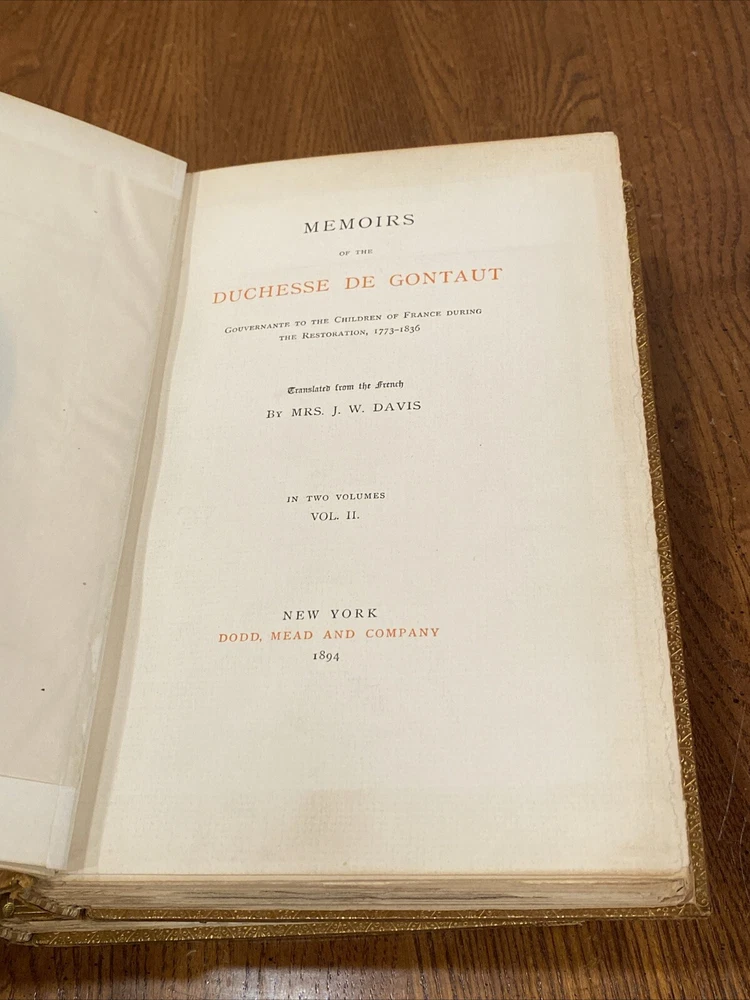 MEMOIRS
OF THE
DUCHESSE DE GONTAUT
GOUVERNANTE TO THE CHILDREN OF FRANCE DURING
THE RESTORATION, 1773–1836
Translated from the French
BY MRS. J. W. DAVIS
IN TWO VOLUMES
VOL. II.
NEW YORK
DODD, MEAD AND COMPANY
1894